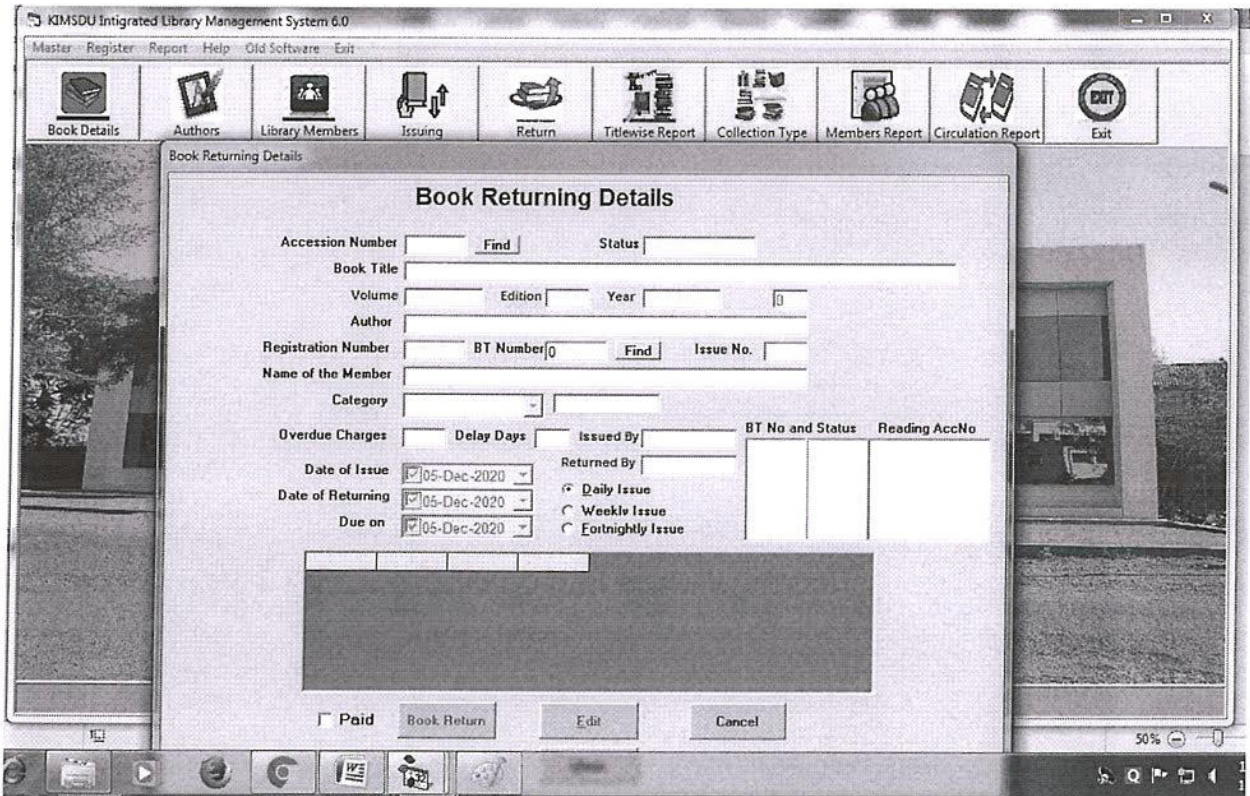 KIMSDU Intigrated Library Management System 6.0
Master Register Report Help Old Software Exit
EXIT
Book Details Authors Library Members Issuing Return Titlewise Report Collection Type Members Report Circulation Report Exit
Book Returning Details
Book Returning Details
Accession Number Find Status
Book Title
Volume Edition Year 0
Author
Registration Number BT Number 0 Find Issue No.
Name of the Member
Category
Overdue Charges Delay Days Issued By BT No and Status Reading AccNo
Returned By
Date of Issue 05-Dec-2020
Daily Issue
Date of Returning 05-Dec-2020
Weekly Issue
Due on 05-Dec-2020 Fortnightly Issue
Paid Book Return Edit Cancel
50%